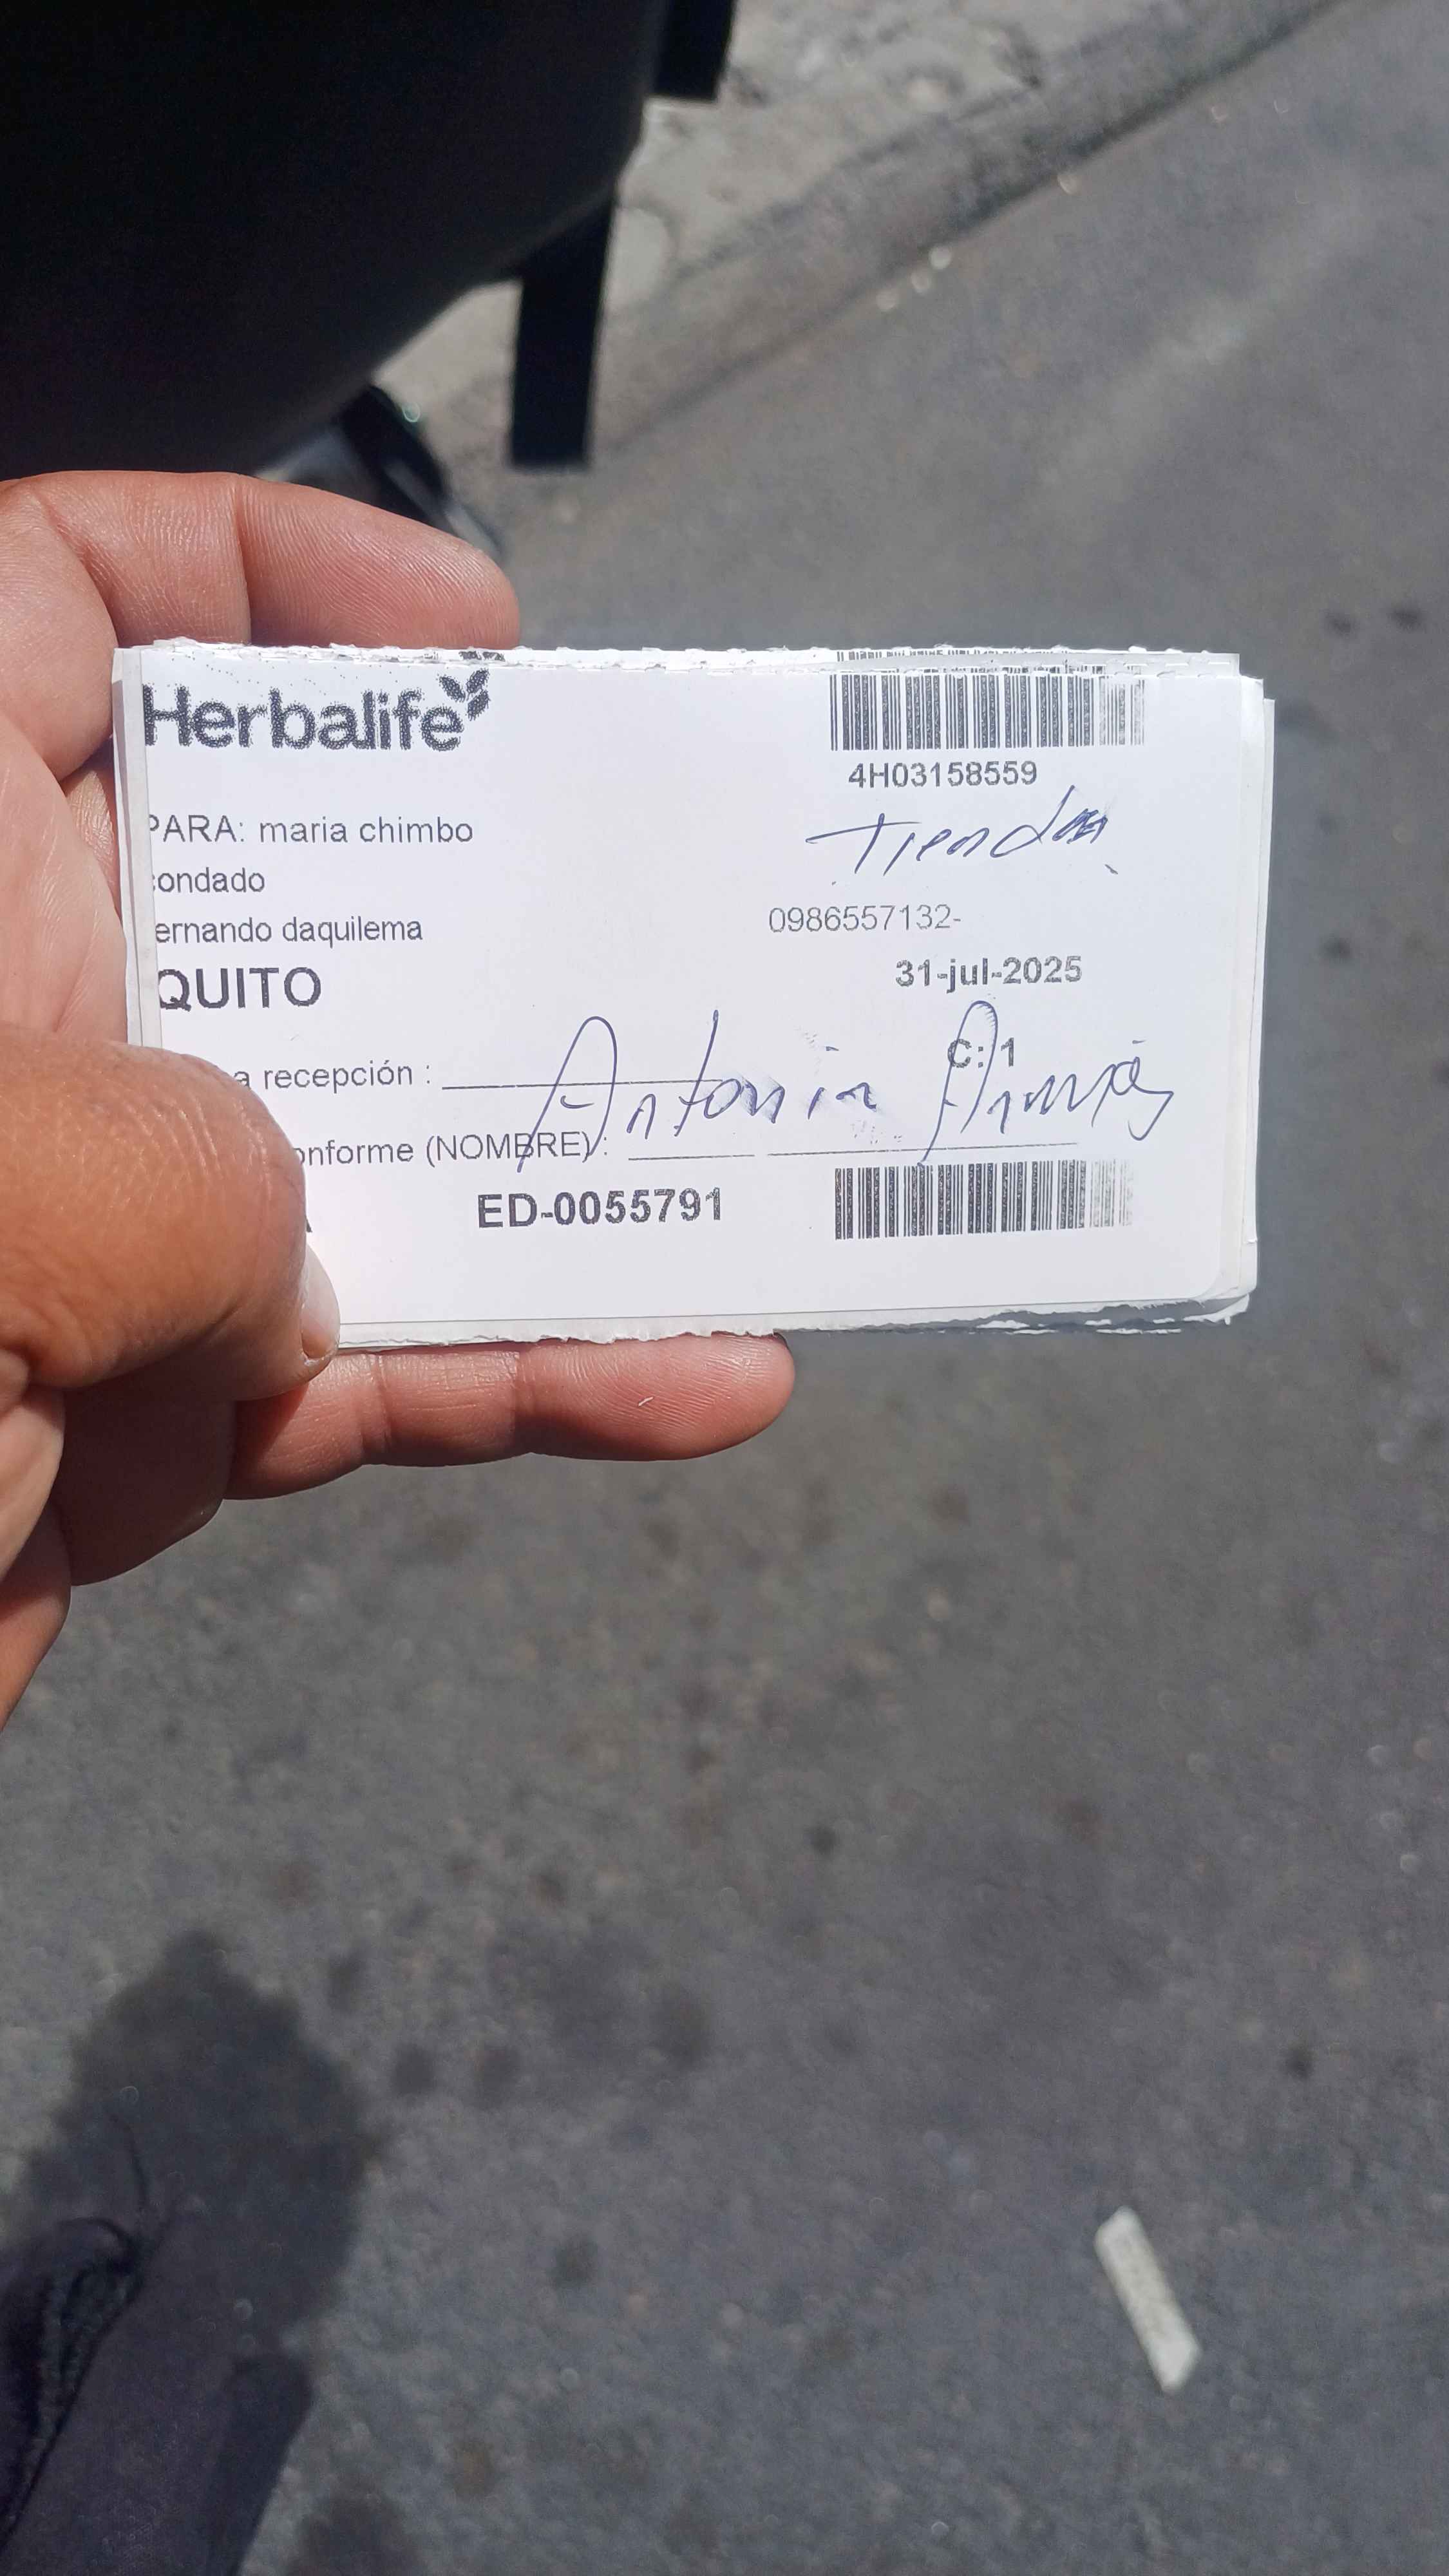 Herbalife
4H03158559
PARA: maria chimbo
Tienda
ondado
0986557132-
ernando daquilema
31-jul-2025
QUITO
C: 1
a recepción :
Antonia
onforme (NOMBRE) :
ED-0055791